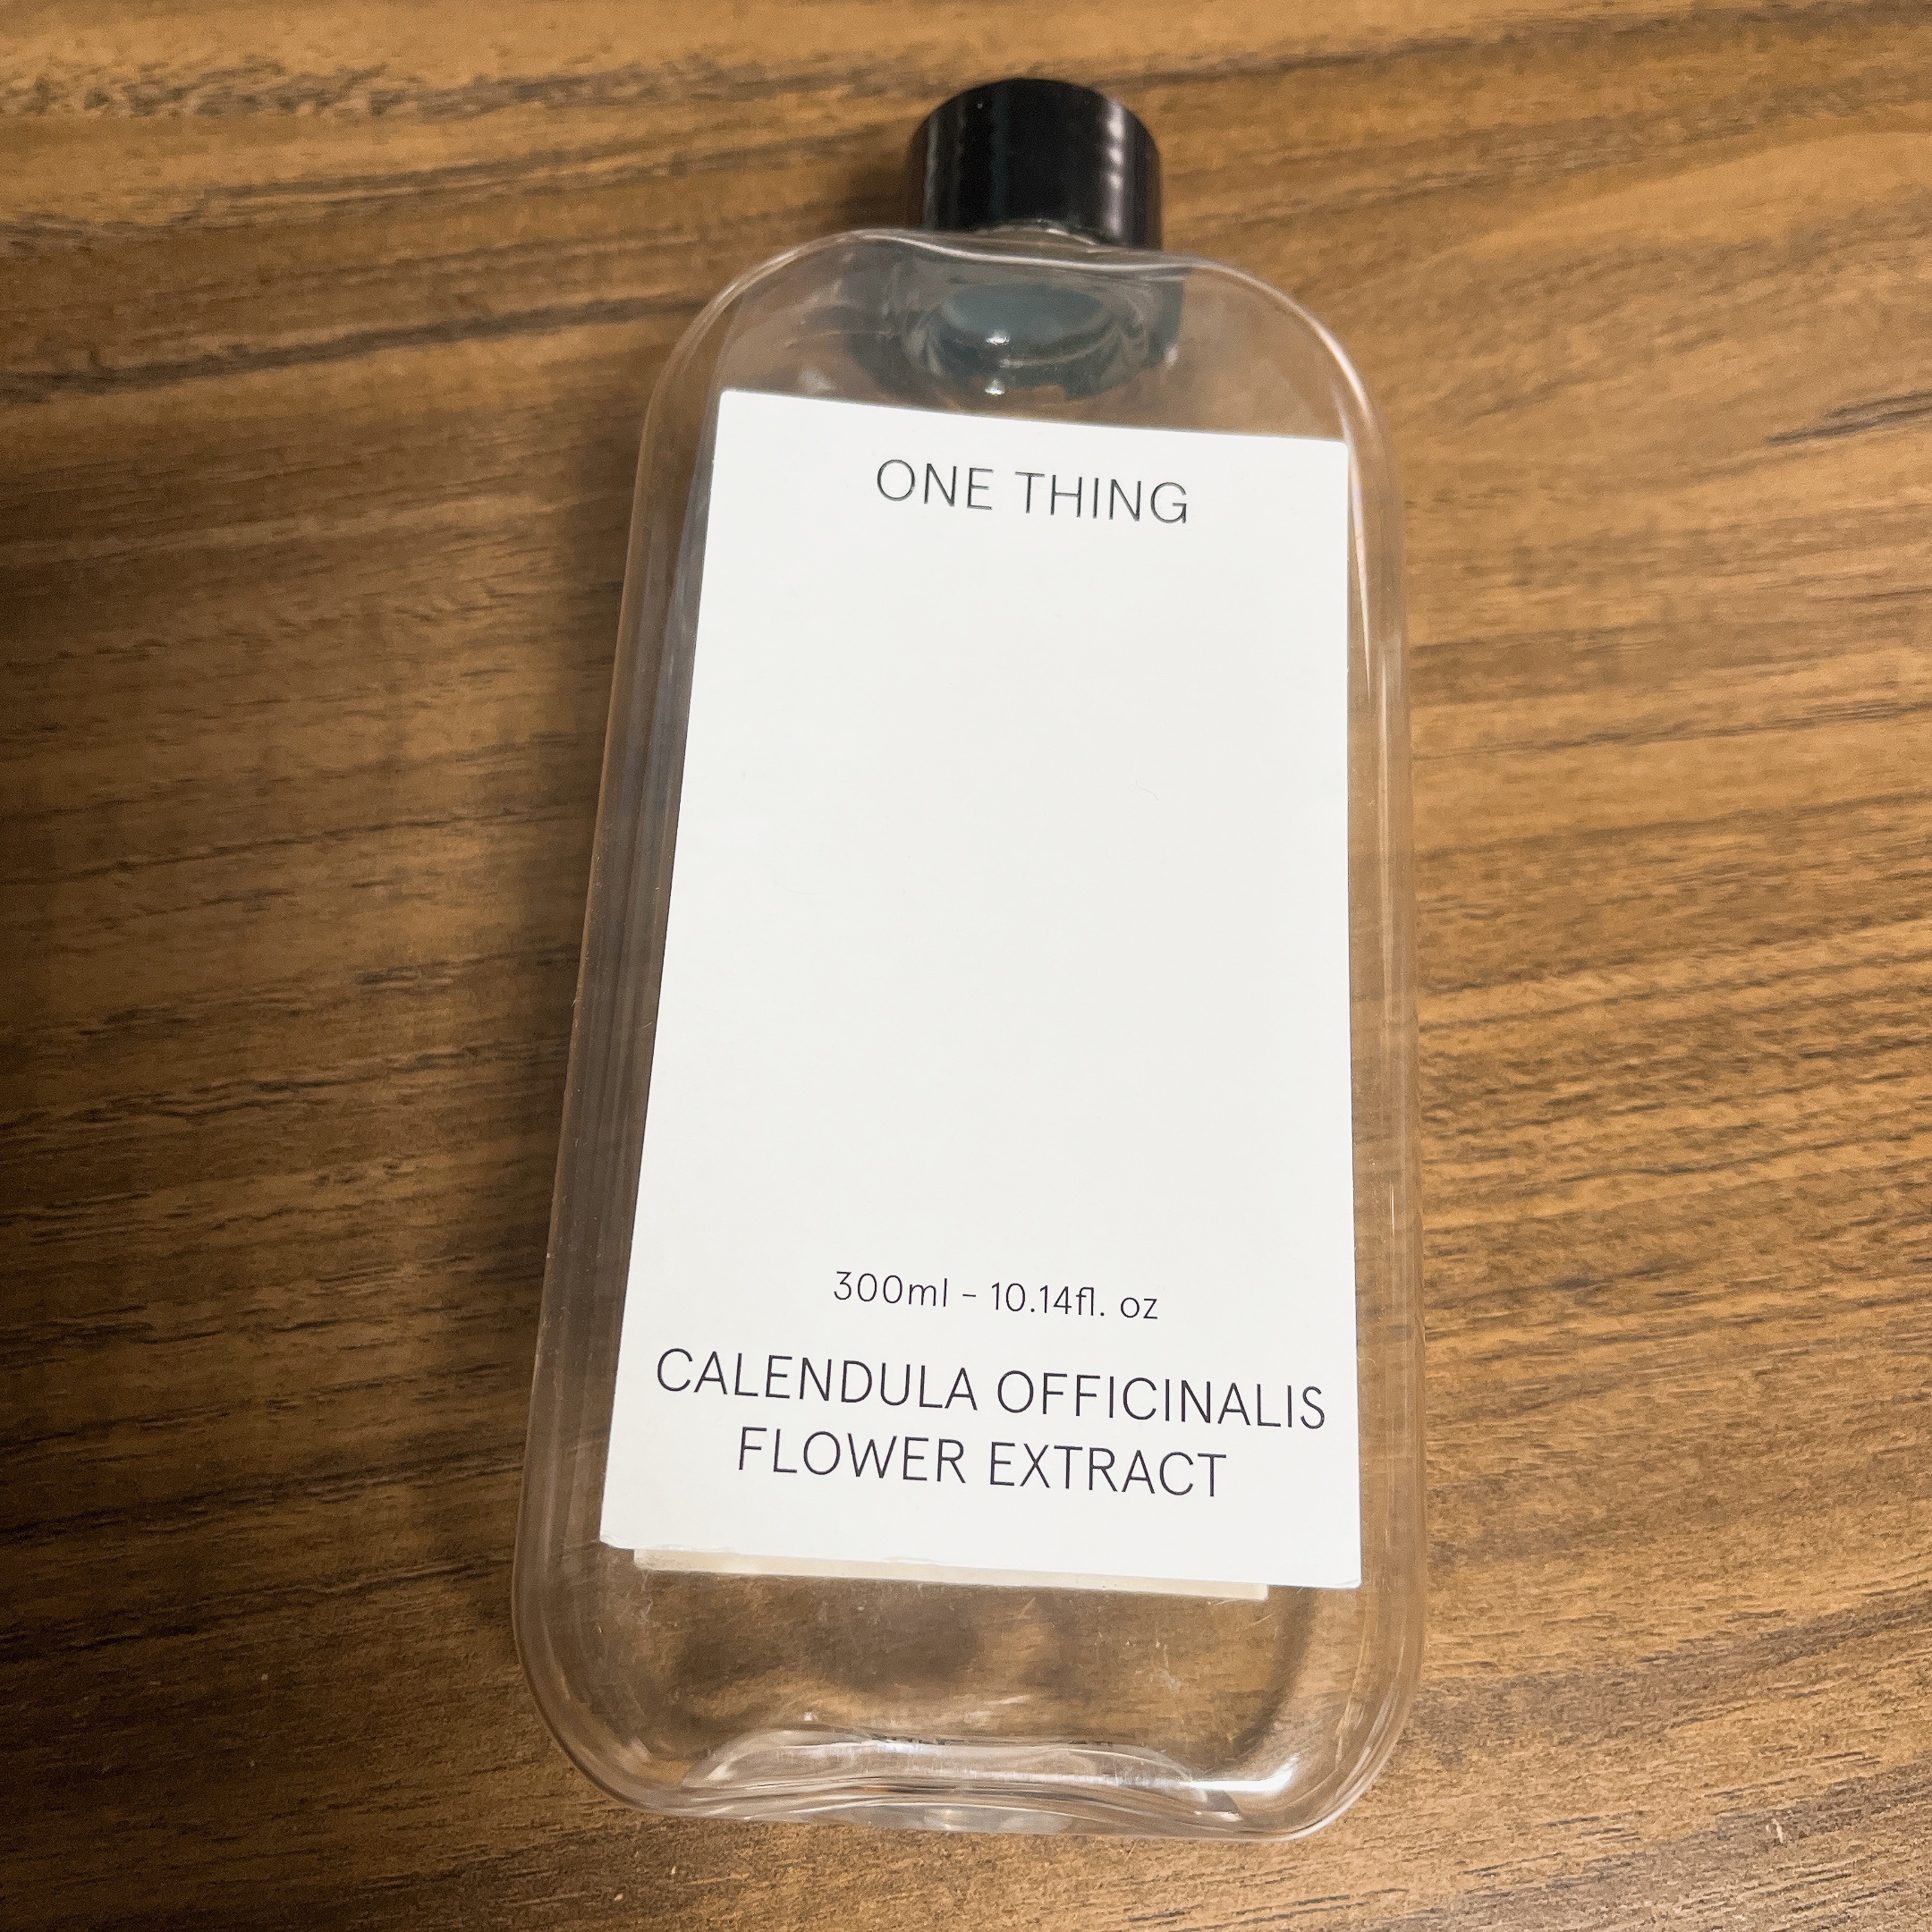 ONE THING
300ml - 10.14fl. oz
CALENDULA OFFICINALIS
FLOWER EXTRACT